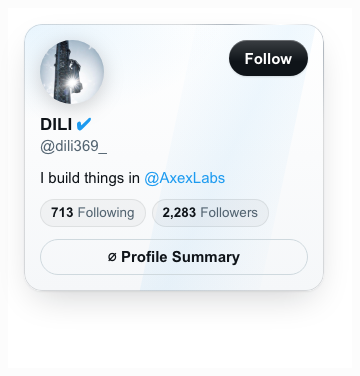 Follow
DILI ✔
@dili369_
I build things in @AxexLabs
713 Following 2,283 Followers
⌀ Profile Summary